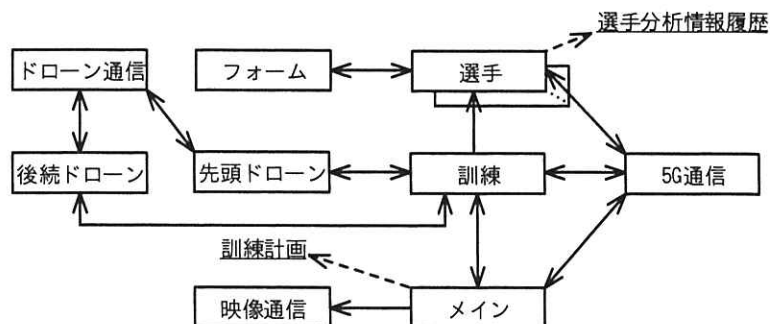 選手分析情報履歴
ドローン通信
フォーム
選手
後続ドローン
先頭ドローン
訓練
5G通信
訓練計画
映像通信
メイン